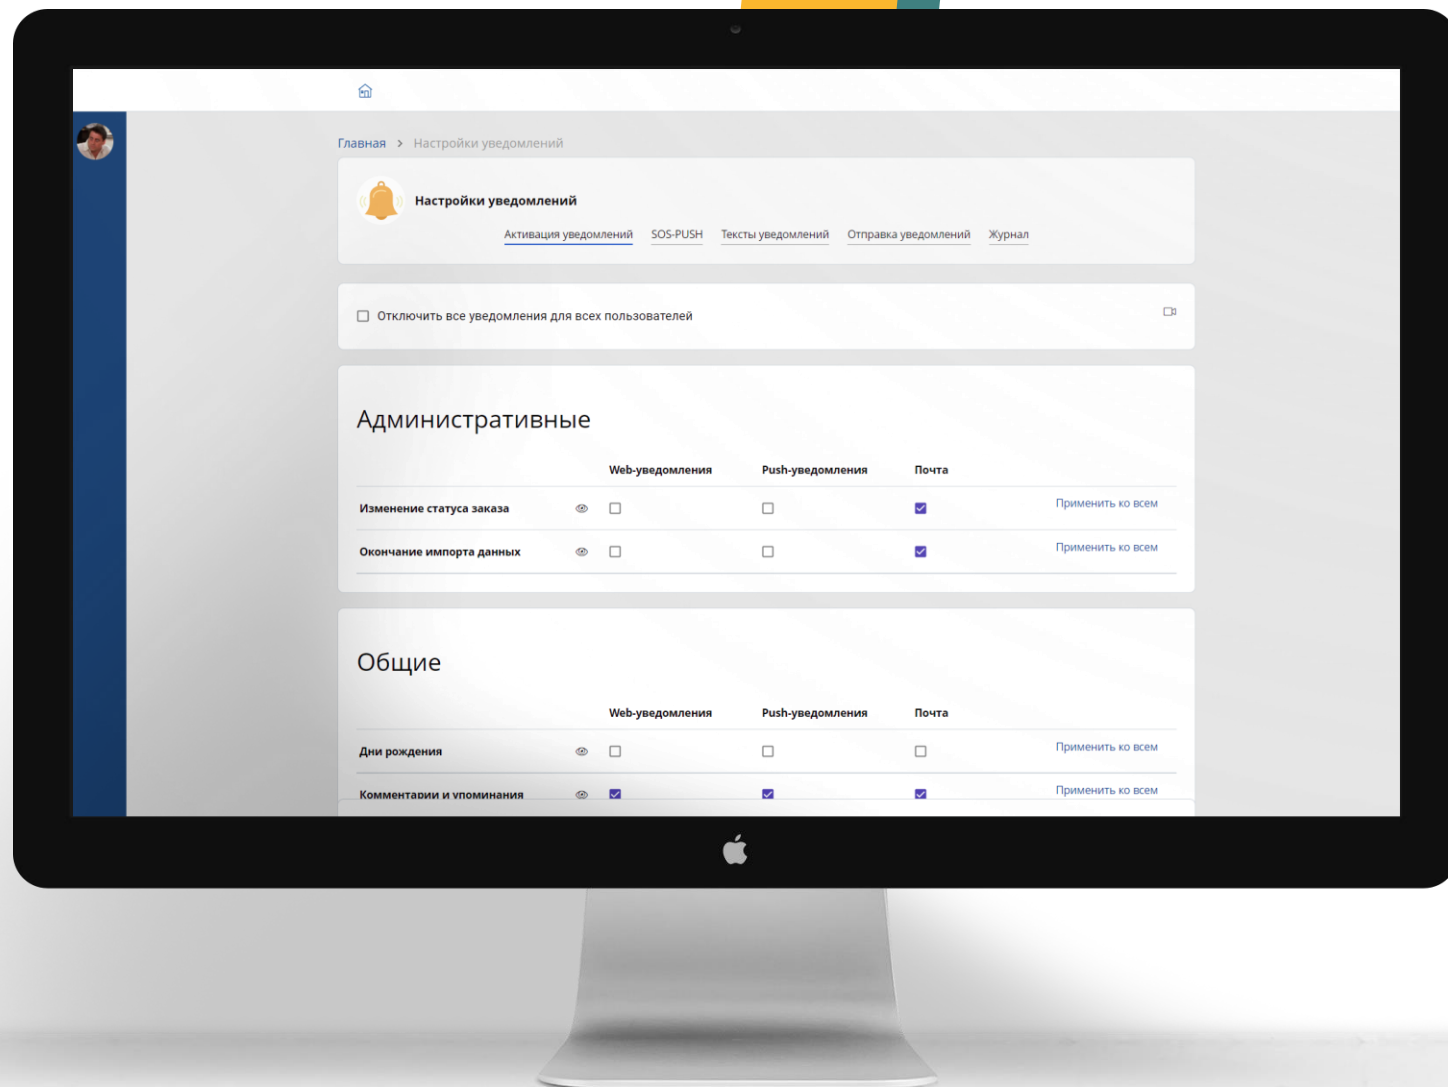 Главная > Настройки уведомлений
Настройки уведомлений
Активация уведомлений SOS-PUSH Тексты уведомлений Отправка уведомлений Журнал
Отключить все уведомления для всех пользователей
Административные
Web-уведомления Push-уведомления Почта
Изменение статуса заказа Применить ко всем
Окончание импорта данных Применить ко всем
Общие
Web-уведомления Push-уведомления Почта
Дни рождения Применить ко всем
Комментарии и упоминания Применить ко всем